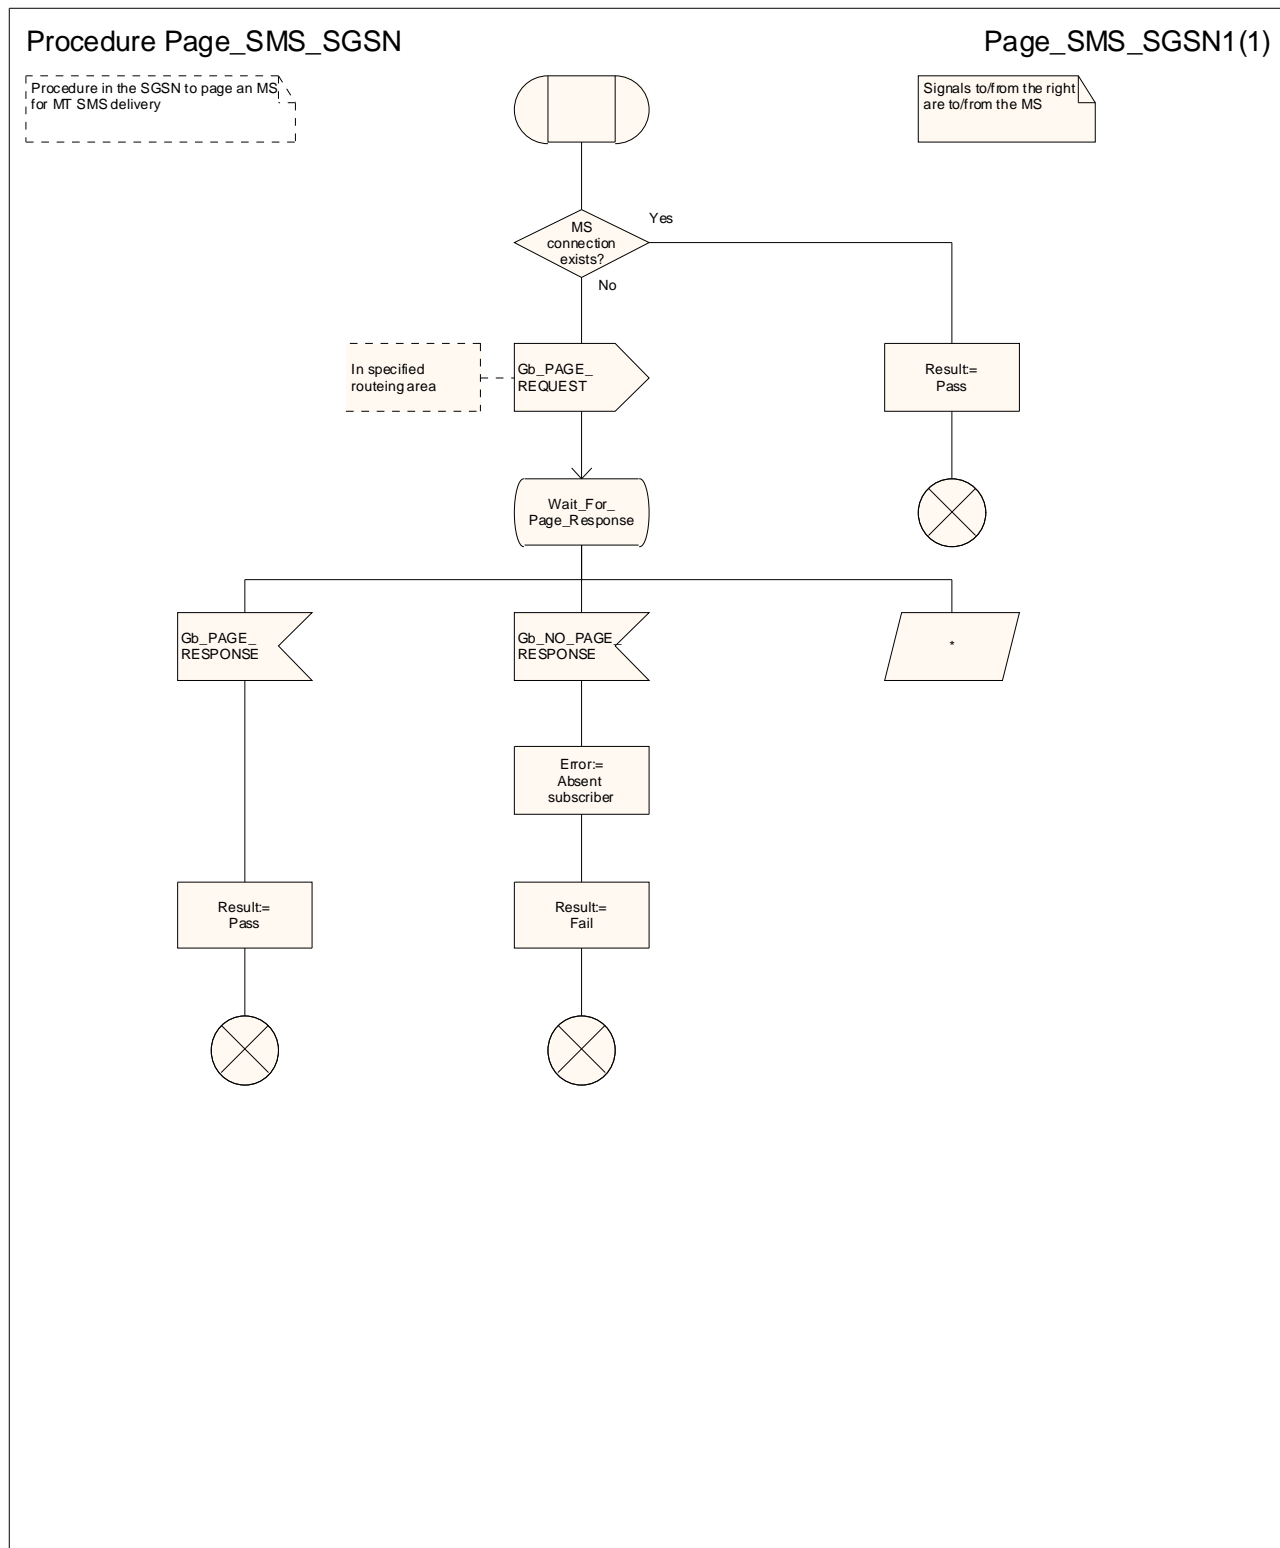 Procedure Page_SMS_SGSN
Page_SMS_SGSN1(1)
Procedure in the SGSN to page an MS
for MT SMS delivery
Signals to/from the right
are to/from the MS
MS
connection
exists?
Yes
No
In specified
routeing area
Gb_PAGE_
REQUEST
Result:=
Pass
Wait_For_
Page_Response
Gb_PAGE_
RESPONSE
Gb_NO_PAGE_
RESPONSE
*
Error:=
Absent
subscriber
Result:=
Pass
Result:=
Fail